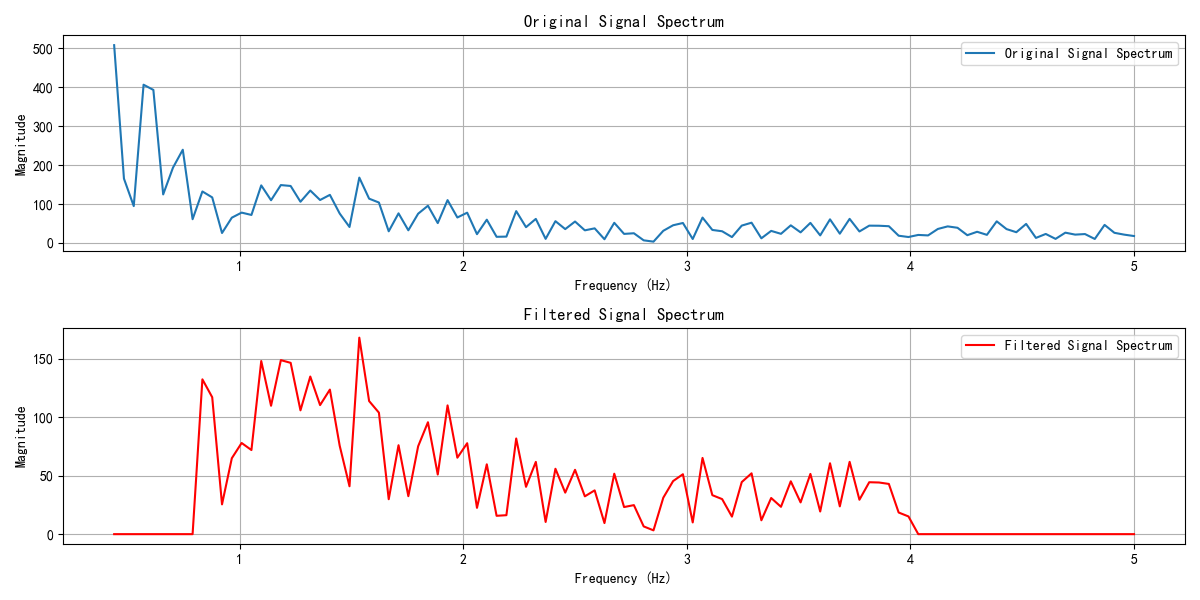 Original Signal Spectrum
Original Signal Spectrum
500
400
300
200
100
0
Magnitude
1 2 3 4 5
Frequency (Hz)
Filtered Signal Spectrum
Filtered Signal Spectrum
150
100
50
0
Magnitude
1 2 3 4 5
Frequency (Hz)